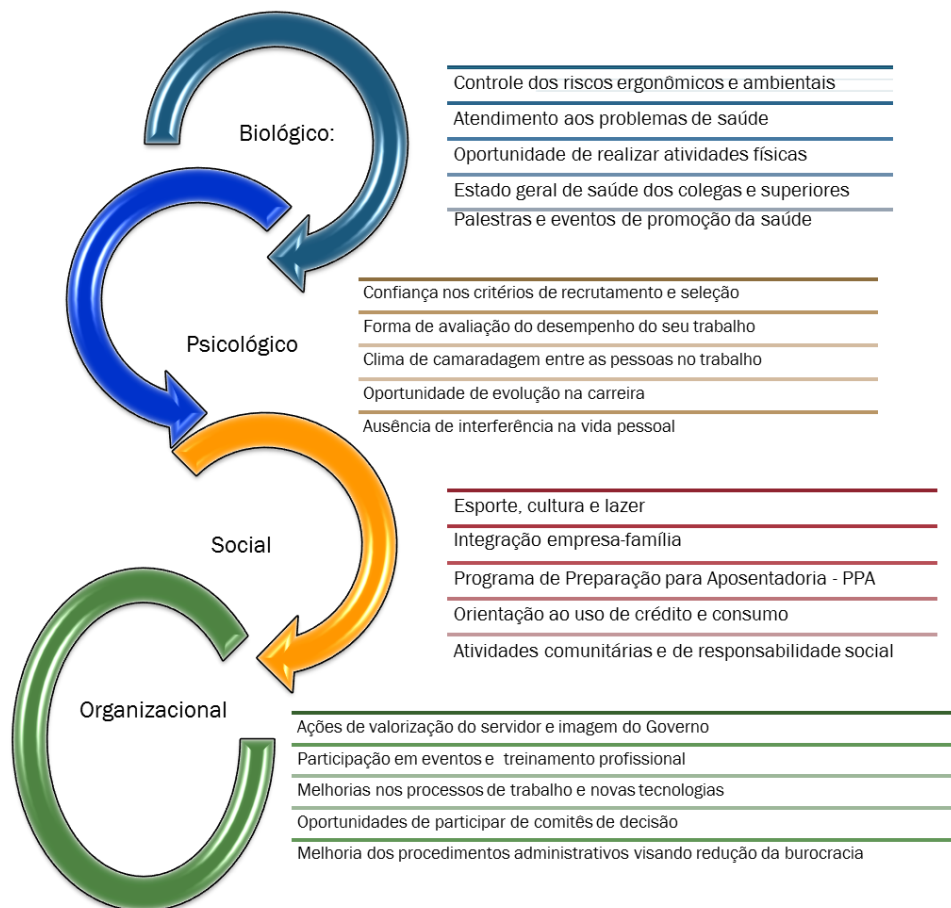 Biológico:
Controle dos riscos ergonômicos e ambientais
Atendimento aos problemas de saúde
Oportunidade de realizar atividades físicas
Estado geral de saúde dos colegas e superiores
Palestras e eventos de promoção da saúde
Psicológico
Confiança nos critérios de recrutamento e seleção
Forma de avaliação do desempenho do seu trabalho
Clima de camaradagem entre as pessoas no trabalho
Oportunidade de evolução na carreira
Ausência de interferência na vida pessoal
Social
Esporte, cultura e lazer
Integração empresa-família
Programa de Preparação para Aposentadoria - PPA
Orientação ao uso de crédito e consumo
Atividades comunitárias e de responsabilidade social
Organizacional
Ações de valorização do servidor e imagem do Governo
Participação em eventos e treinamento profissional
Melhorias nos processos de trabalho e novas tecnologias
Oportunidades de participar de comitês de decisão
Melhoria dos procedimentos administrativos visando redução da burocracia